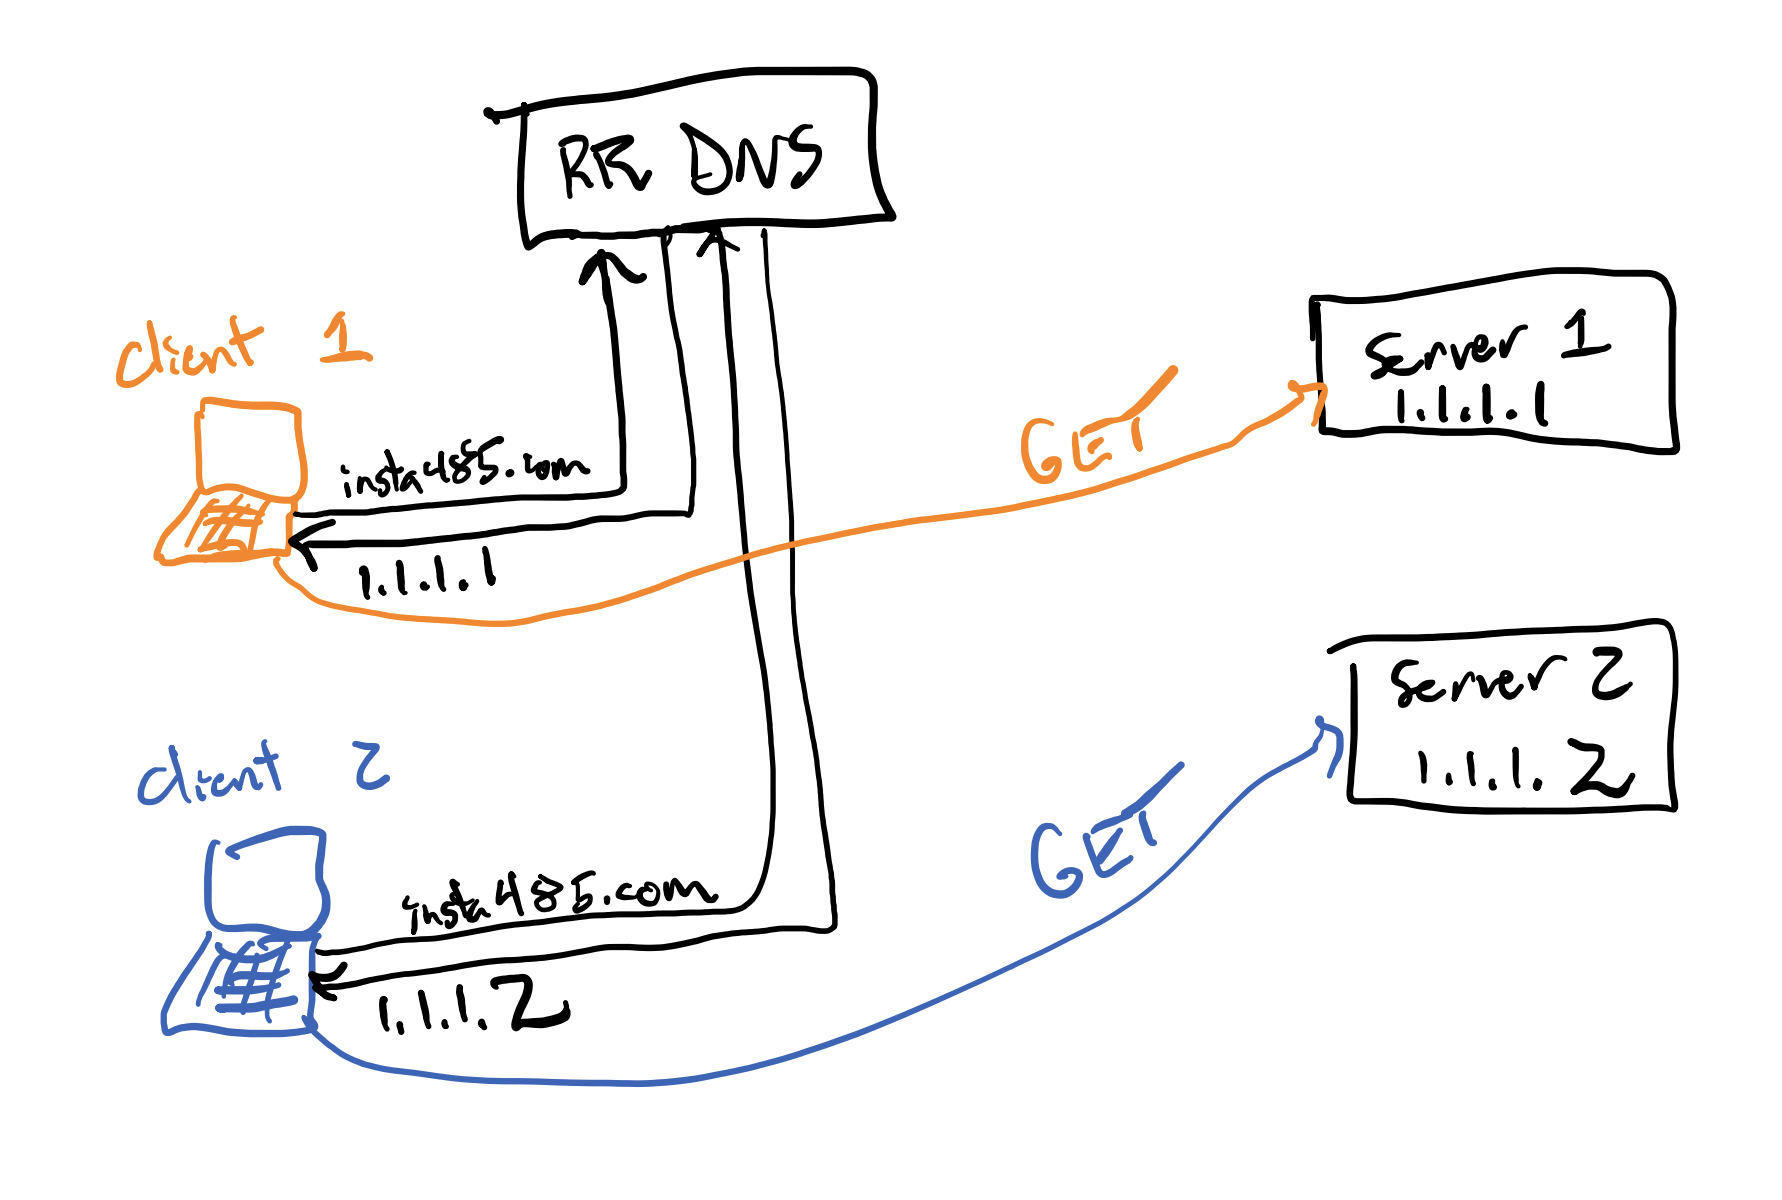 RR DNS
client 1
server 1
1.1.1.1
GET
insta485.com
1.1.1.1
server 2
1.1.1.2
client 2
GET
insta485.com
1.1.1.2